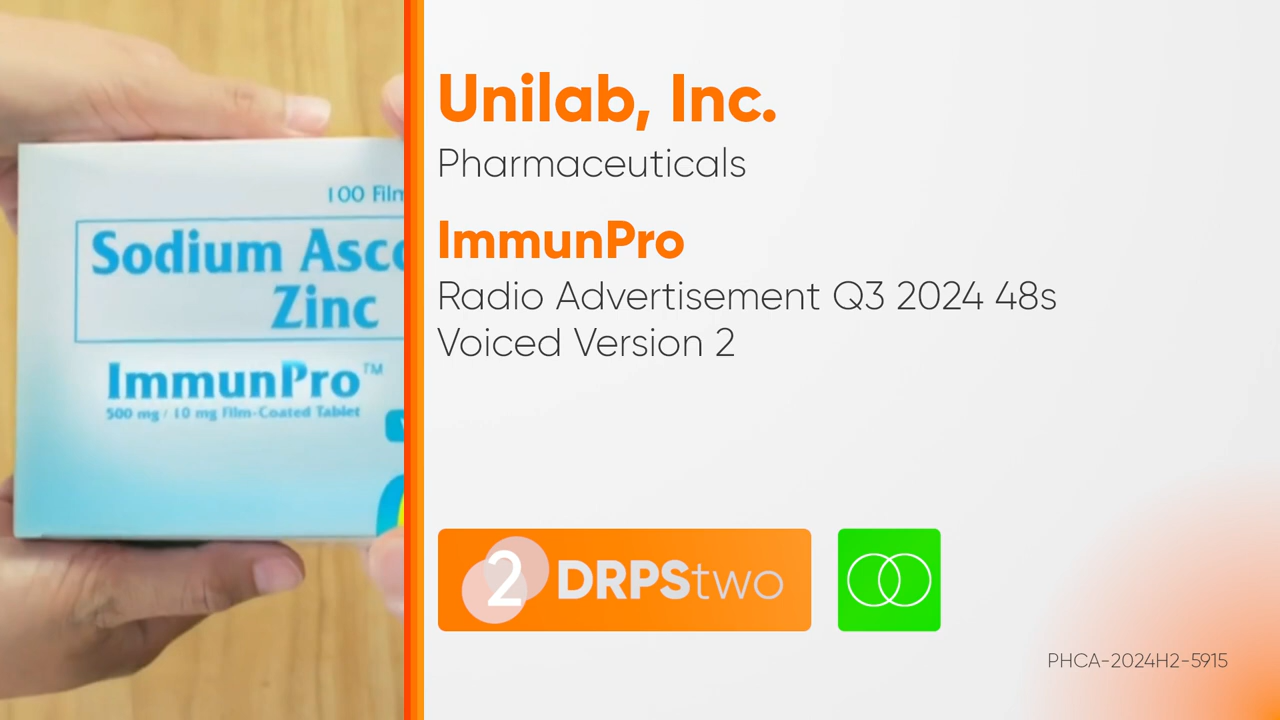 100 Film
Sodium Asco
Zinc
ImmunPro™
500 mg / 10 mg Film-Coated Tablet
Unilab, Inc.
Pharmaceuticals
ImmunPro
Radio Advertisement Q3 2024 48s
Voiced Version 2
2 DRPStwo
PHCA-2024H2-5915